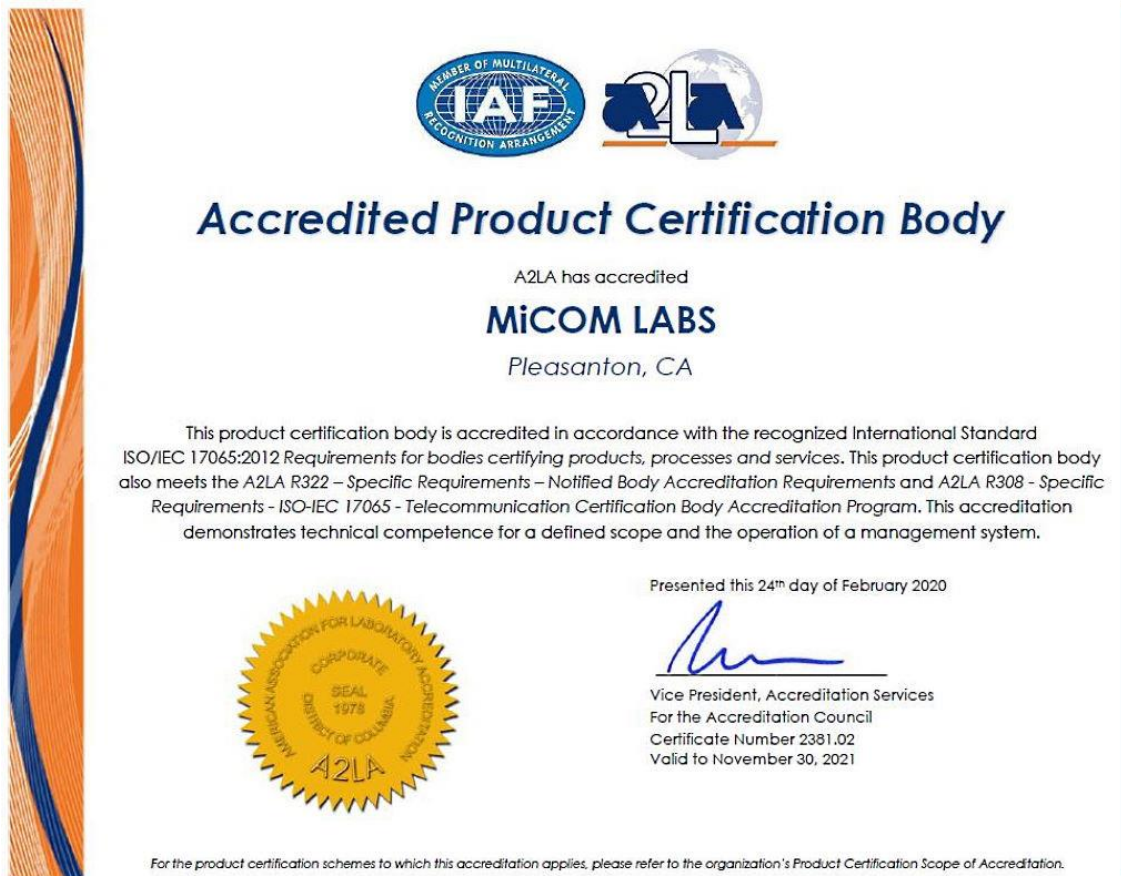 MEMBER OF MULTILATERAL
IAF
RECOGNITION ARRANGEMENT
a2la
Accredited Product Certification Body
A2LA has accredited
MiCOM LABS
Pleasanton, CA
This product certification body is accredited in accordance with the recognized International Standard
ISO/IEC 17065:2012 Requirements for bodies certifying products, processes and services. This product certification body
also meets the A2LA R322 – Specific Requirements – Notified Body Accreditation Requirements and A2LA R308 - Specific
Requirements - ISO-IEC 17065 - Telecommunication Certification Body Accreditation Program. This accreditation
demonstrates technical competence for a defined scope and the operation of a management system.
AMERICAN ASSOCIATION FOR LABORATORY ACCREDITATION
CORPORATE
SEAL
1978
DISTRICT OF COLUMBIA
A2LA
Presented this 24th day of February 2020
Vice President, Accreditation Services
For the Accreditation Council
Certificate Number 2381.02
Valid to November 30, 2021
For the product certification schemes to which this accreditation applies, please refer to the organization's Product Certification Scope of Accreditation.